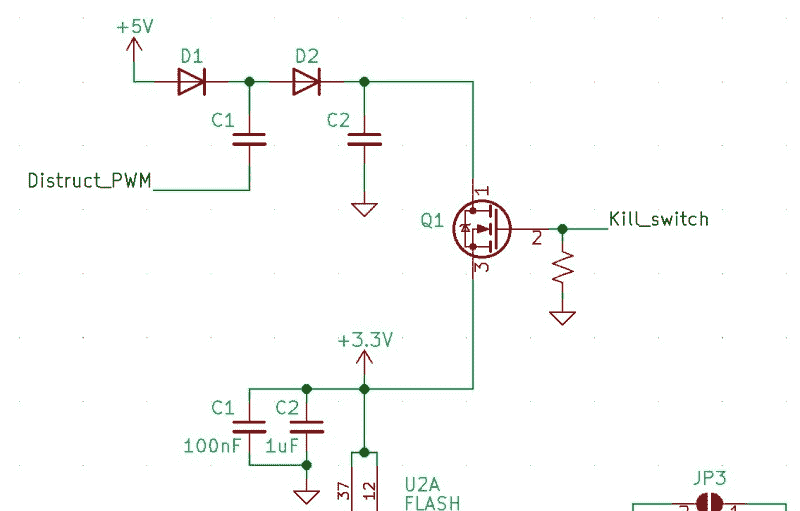 +5V
D1
D2
C1
C2
Distruct_PWM
1
Q1
2
Kill_switch
3
+3.3V
C1
C2
100nF
1uF
37
12
U2A
FLASH
JP3
2
1